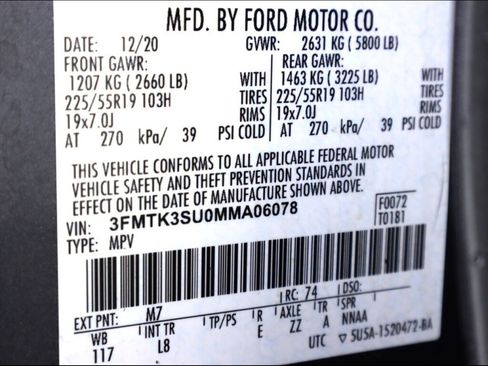 MFD. BY FORD MOTOR CO.
DATE: 12/20 GVWR: 2631 KG ( 5800 LB)
FRONT GAWR: REAR GAWR:
1207 KG ( 2660 LB) WITH 1463 KG ( 3225 LB) WITH
225/55R19 103H TIRES 225/55R19 103H TIRES
19x7.0J RIMS 19x7.0J RIMS
AT 270 kPa/ 39 PSI COLD AT 270 kPa/ 39 PSI COLD
THIS VEHICLE CONFORMS TO ALL APPLICABLE FEDERAL MOTOR
VEHICLE SAFETY AND THEFT PREVENTION STANDARDS IN
EFFECT ON THE DATE OF MANUFACTURE SHOWN ABOVE.
VIN: 3FMTK3SU0MMA06078 F0072
TYPE: MPV T0181
EXT PNT: M7 RC: 74 DSO:
WB INT TR TP/PS R AXLE TR SPR
117 L8 E ZZ A NNAA
UTC ▽ 5U5A-1520472-BA